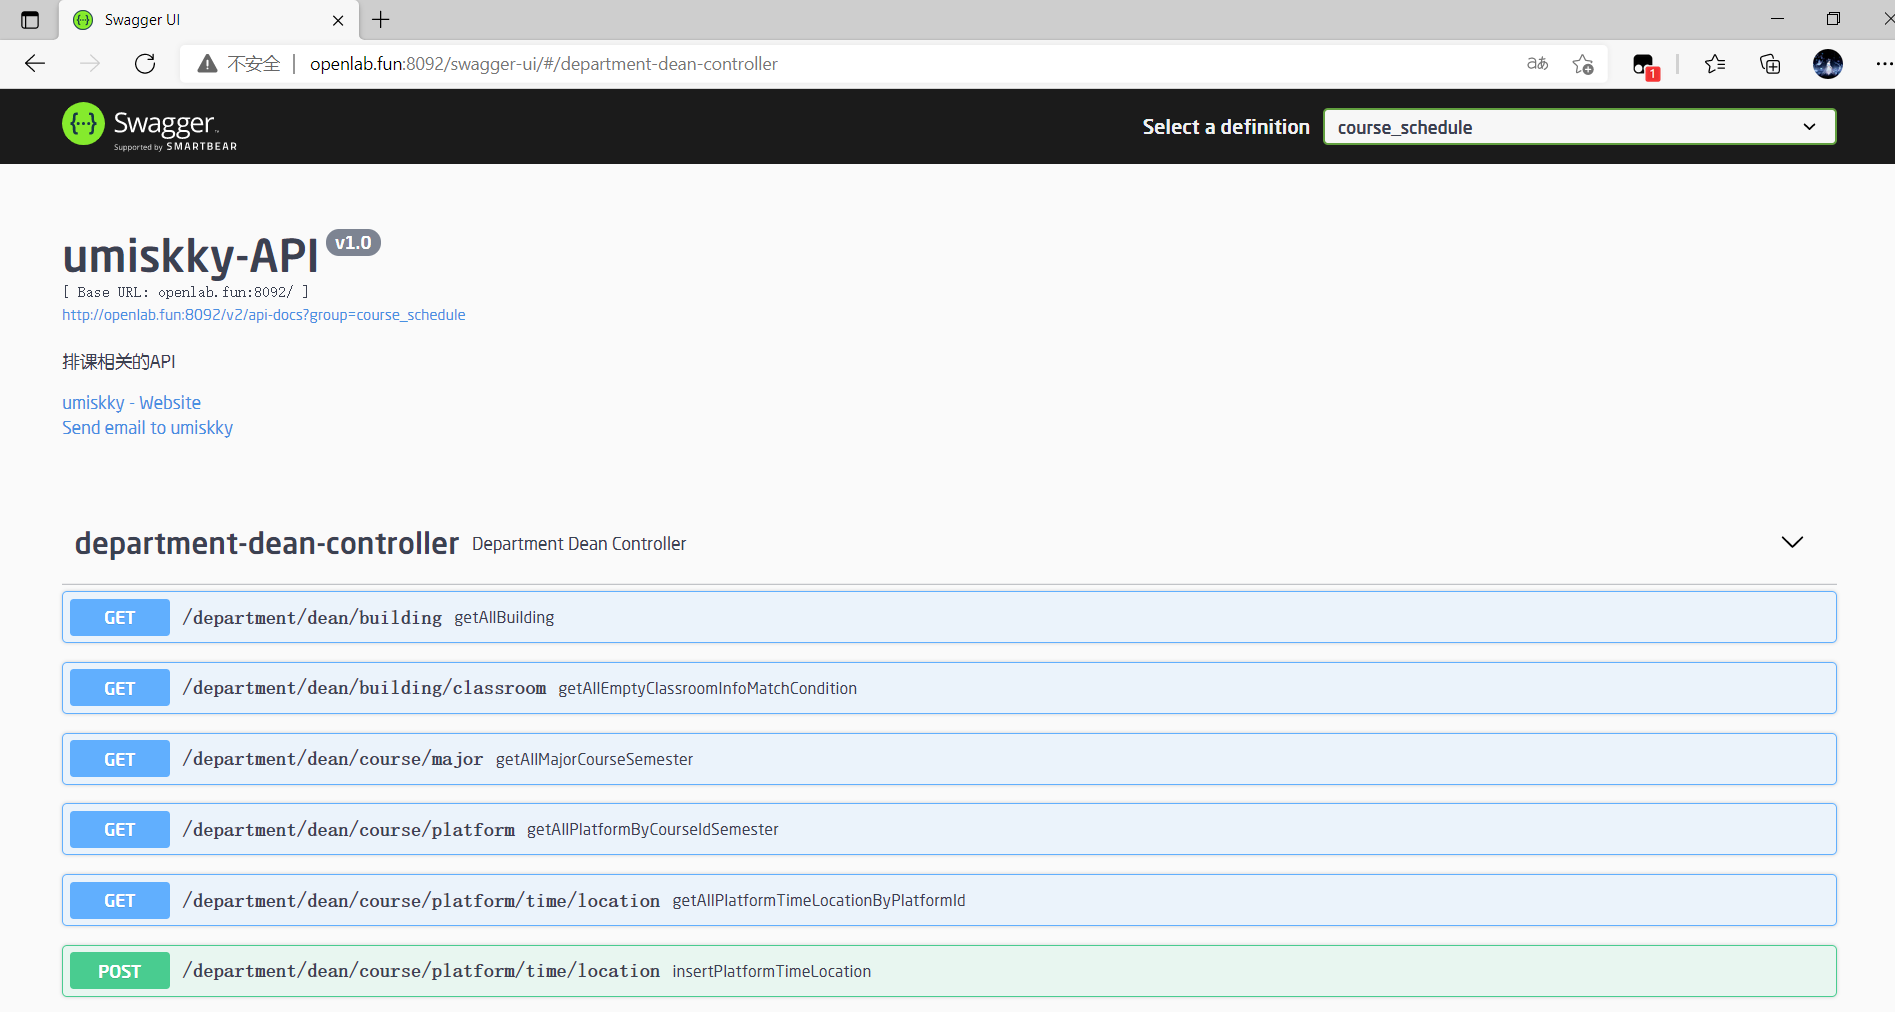 Swagger UI
不安全 openlab.fun:8092/swagger-ui/#/department-dean-controller
aあ
1
Swagger
Supported by SMARTBEAR
Select a definition course_schedule
umiskky-API v1.0
[ Base URL: openlab.fun:8092/ ]
http://openlab.fun:8092/v2/api-docs?group=course_schedule
排课相关的API
umiskky - Website
Send email to umiskky
department-dean-controller Department Dean Controller
GET /department/dean/building getAllBuilding
GET /department/dean/building/classroom getAllEmptyClassroomInfoMatchCondition
GET /department/dean/course/major getAllMajorCourseSemester
GET /department/dean/course/platform getAllPlatformByCourseIdSemester
GET /department/dean/course/platform/time/location getAllPlatformTimeLocationByPlatformId
POST /department/dean/course/platform/time/location insertPlatformTimeLocation